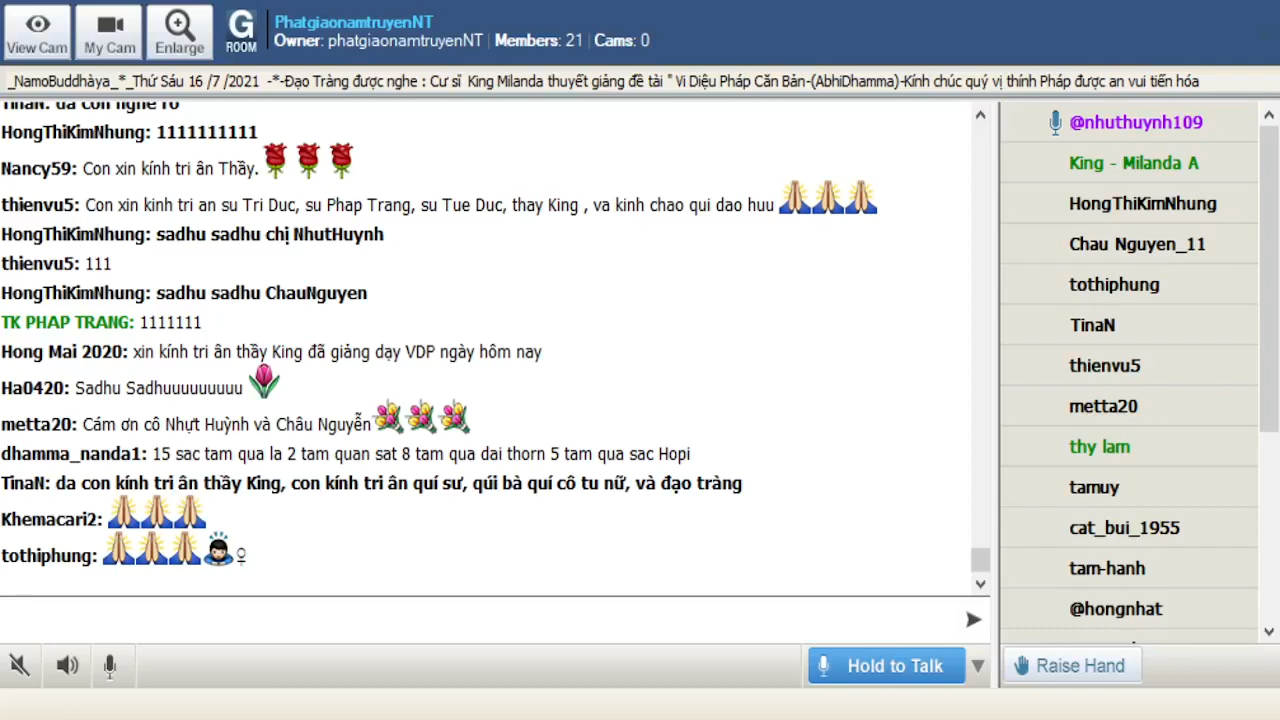 View Cam
My Cam
Enlarge
G
ROOM
PhatgiaonamtruyenNT
Owner: phatgiaonamtruyenNT | Members: 21 | Cams: 0
_NamoBuddhàya_*_Thứ Sáu 16 /7 /2021 -*-Đạo Tràng được nghe : Cư sĩ King Milanda thuyết giảng đề tài " Vi Diệu Pháp Căn Bản-(AbhiDhamma)-Kính chúc quý vị thính Pháp được an vui tiến hóa
TinaN: da con nghe ro
HongThiKimNhung: 1111111111
Nancy59: Con xin kính tri ân Thầy.
thienvu5: Con xin kinh tri an su Tri Duc, su Phap Trang, su Tue Duc, thay King , va kinh chao qui dao huu
HongThiKimNhung: sadhu sadhu chị NhutHuynh
thienvu5: 111
HongThiKimNhung: sadhu sadhu ChauNguyen
TK PHAP TRANG: 1111111
Hong Mai 2020: xin kính tri ân thầy King đã giảng dạy VDP ngày hôm nay
Ha0420: Sadhu Sadhuuuuuuuuu
metta20: Cám ơn cô Nhựt Huỳnh và Châu Nguyễn
dhamma_nanda1: 15 sac tam qua la 2 tam quan sat 8 tam qua dai thorn 5 tam qua sac Hopi
TinaN: da con kính tri ân thầy King, con kính tri ân quí sư, qúi bà quí cô tu nữ, và đạo tràng
Khemacari2:
tothiphung: ♀
Hold to Talk
@nhuthuynh109
King - Milanda A
HongThiKimNhung
Chau Nguyen_11
tothiphung
TinaN
thienvu5
metta20
thy lam
tamuy
cat_bui_1955
tam-hanh
@hongnhat
Raise Hand